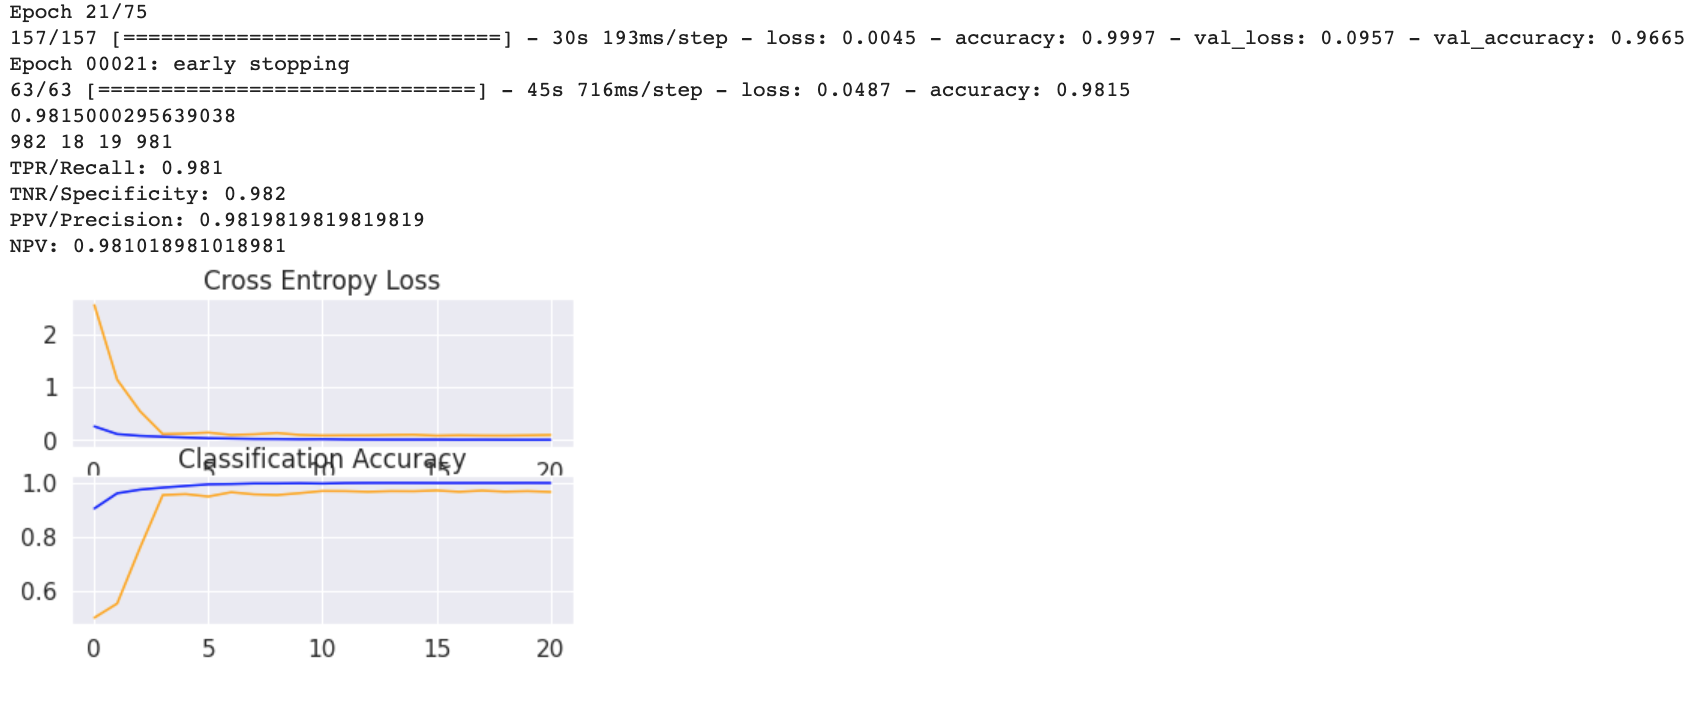 Epoch 21/75
157/157 [==============================] - 30s 193ms/step - loss: 0.0045 - accuracy: 0.9997 - val_loss: 0.0957 - val_accuracy: 0.9665
Epoch 00021: early stopping
63/63 [==============================] - 45s 716ms/step - loss: 0.0487 - accuracy: 0.9815
0.9815000295639038
982 18 19 981
TPR/Recall: 0.981
TNR/Specificity: 0.982
PPV/Precision: 0.9819819819819819
NPV: 0.981018981018981
Cross Entropy Loss
2
1
0
0 5 10 15 20
Classification Accuracy
1.0
0.8
0.6
0 5 10 15 20